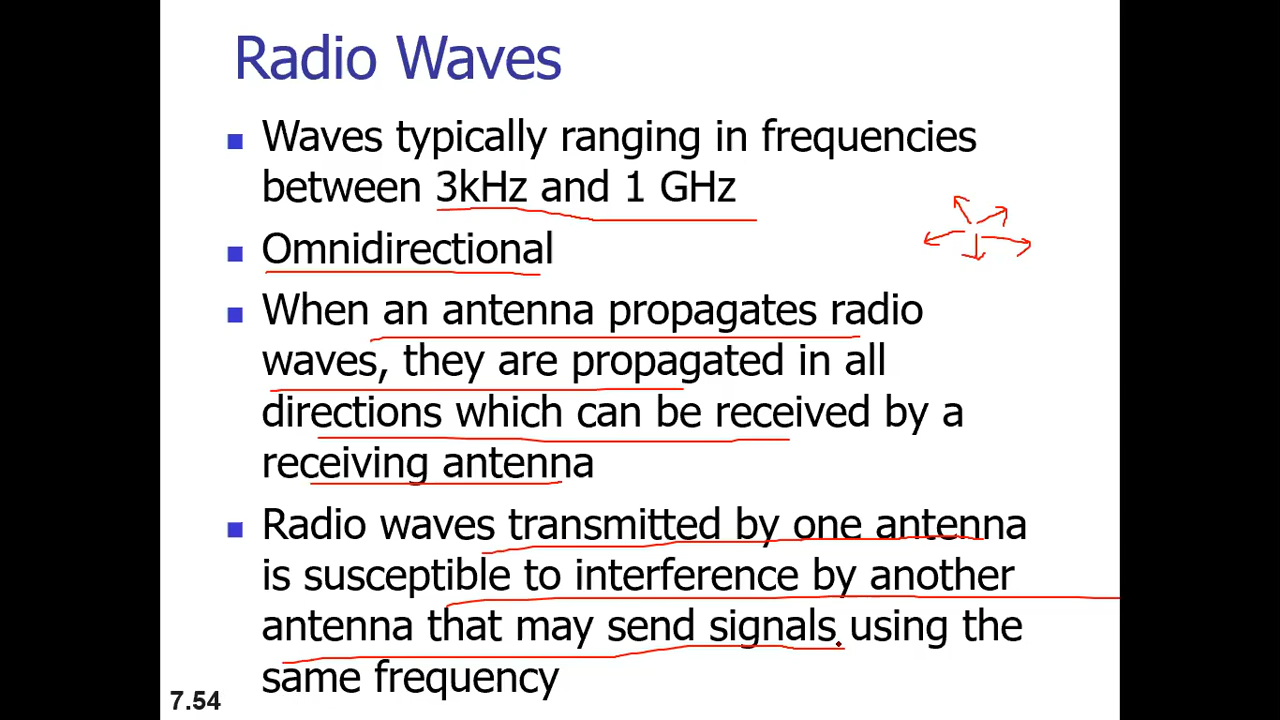 Radio Waves
Waves typically ranging in frequencies
between 3kHz and 1 GHz
Omnidirectional
When an antenna propagates radio
waves, they are propagated in all
directions which can be received by a
receiving antenna
Radio waves transmitted by one antenna
is susceptible to interference by another
antenna that may send signals using the
same frequency
7.54